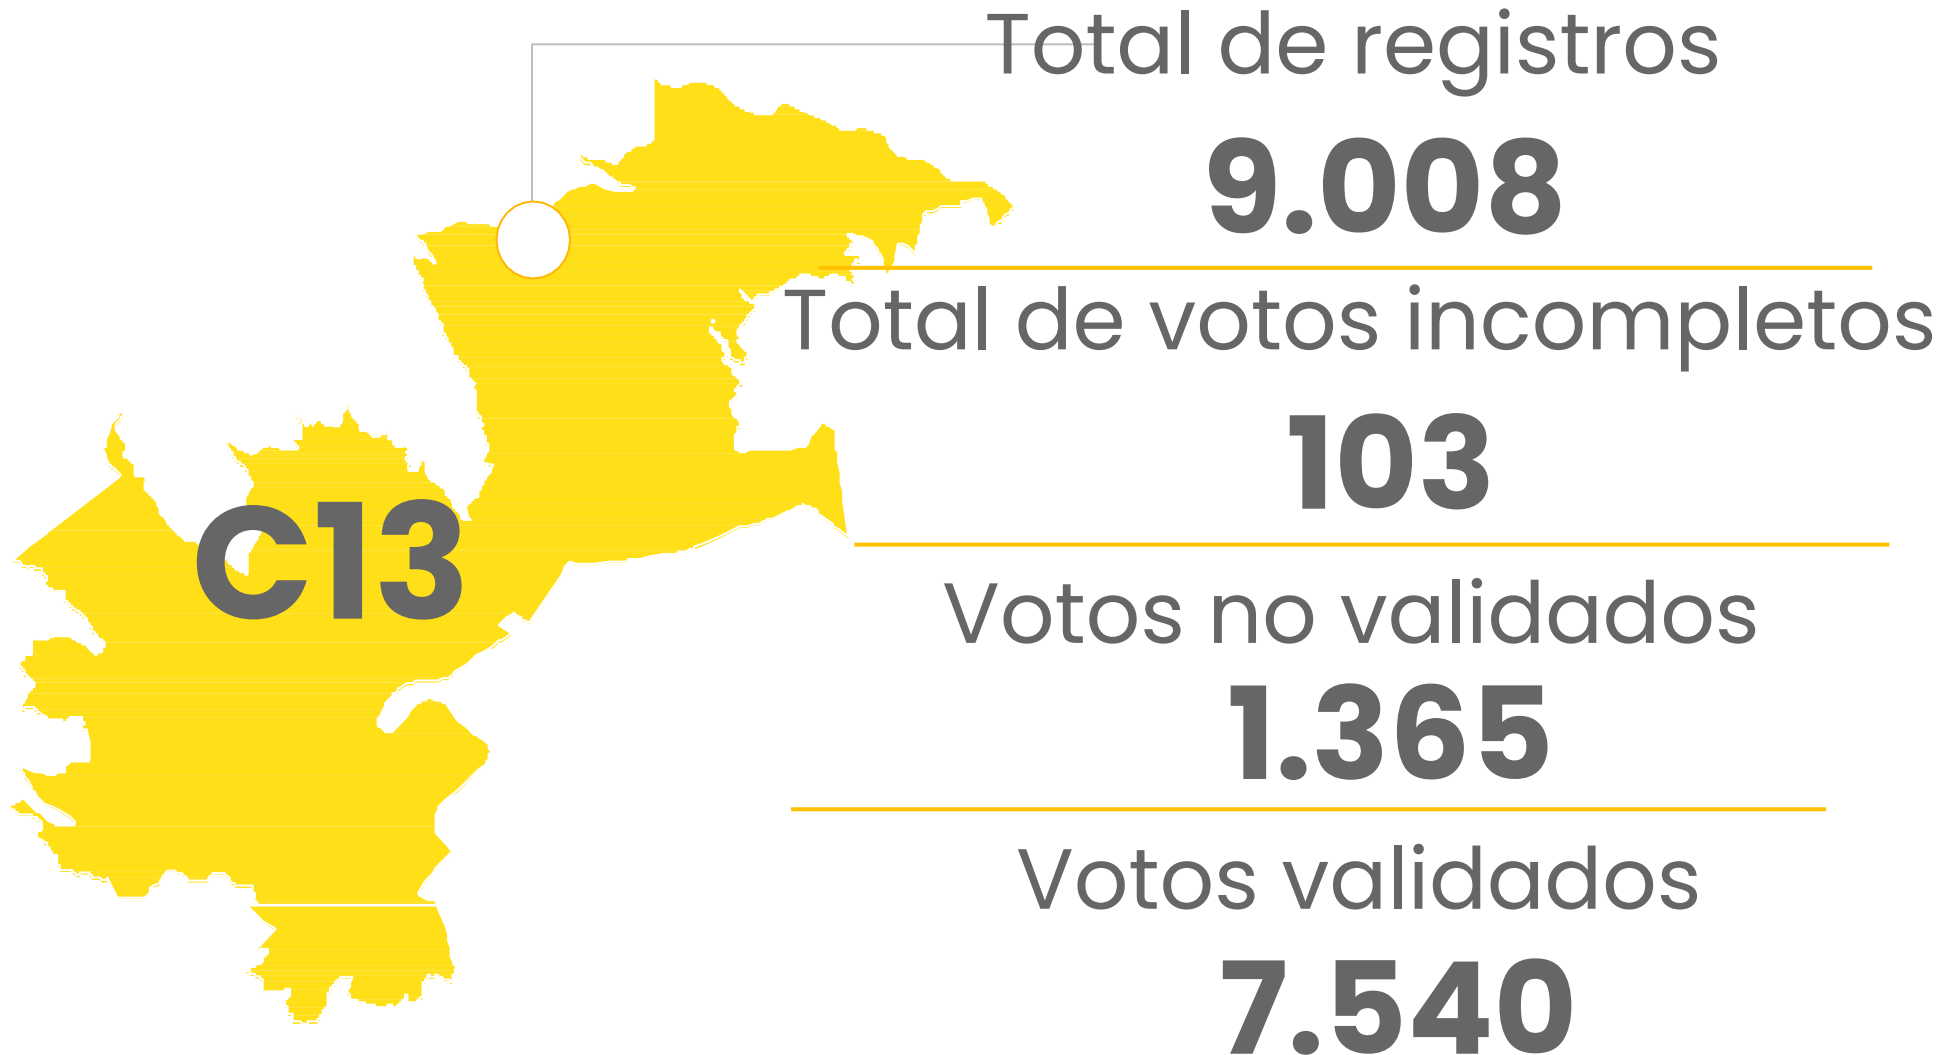 Total de registros
9.008
Total de votos incompletos
103
C13
Votos no validados
1.365
Votos validados
7.540